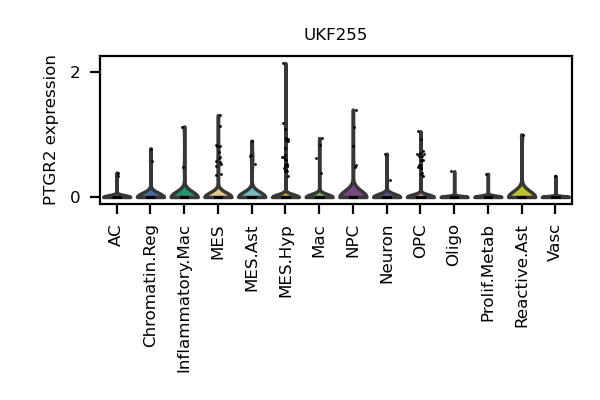 UKF255
PTGR2 expression
2
0
AC
Chromatin.Reg
Inflammatory.Mac
MES
MES.Ast
MES.Hyp
Mac
NPC
Neuron
OPC
Oligo
Prolif.Metab
Reactive.Ast
Vasc